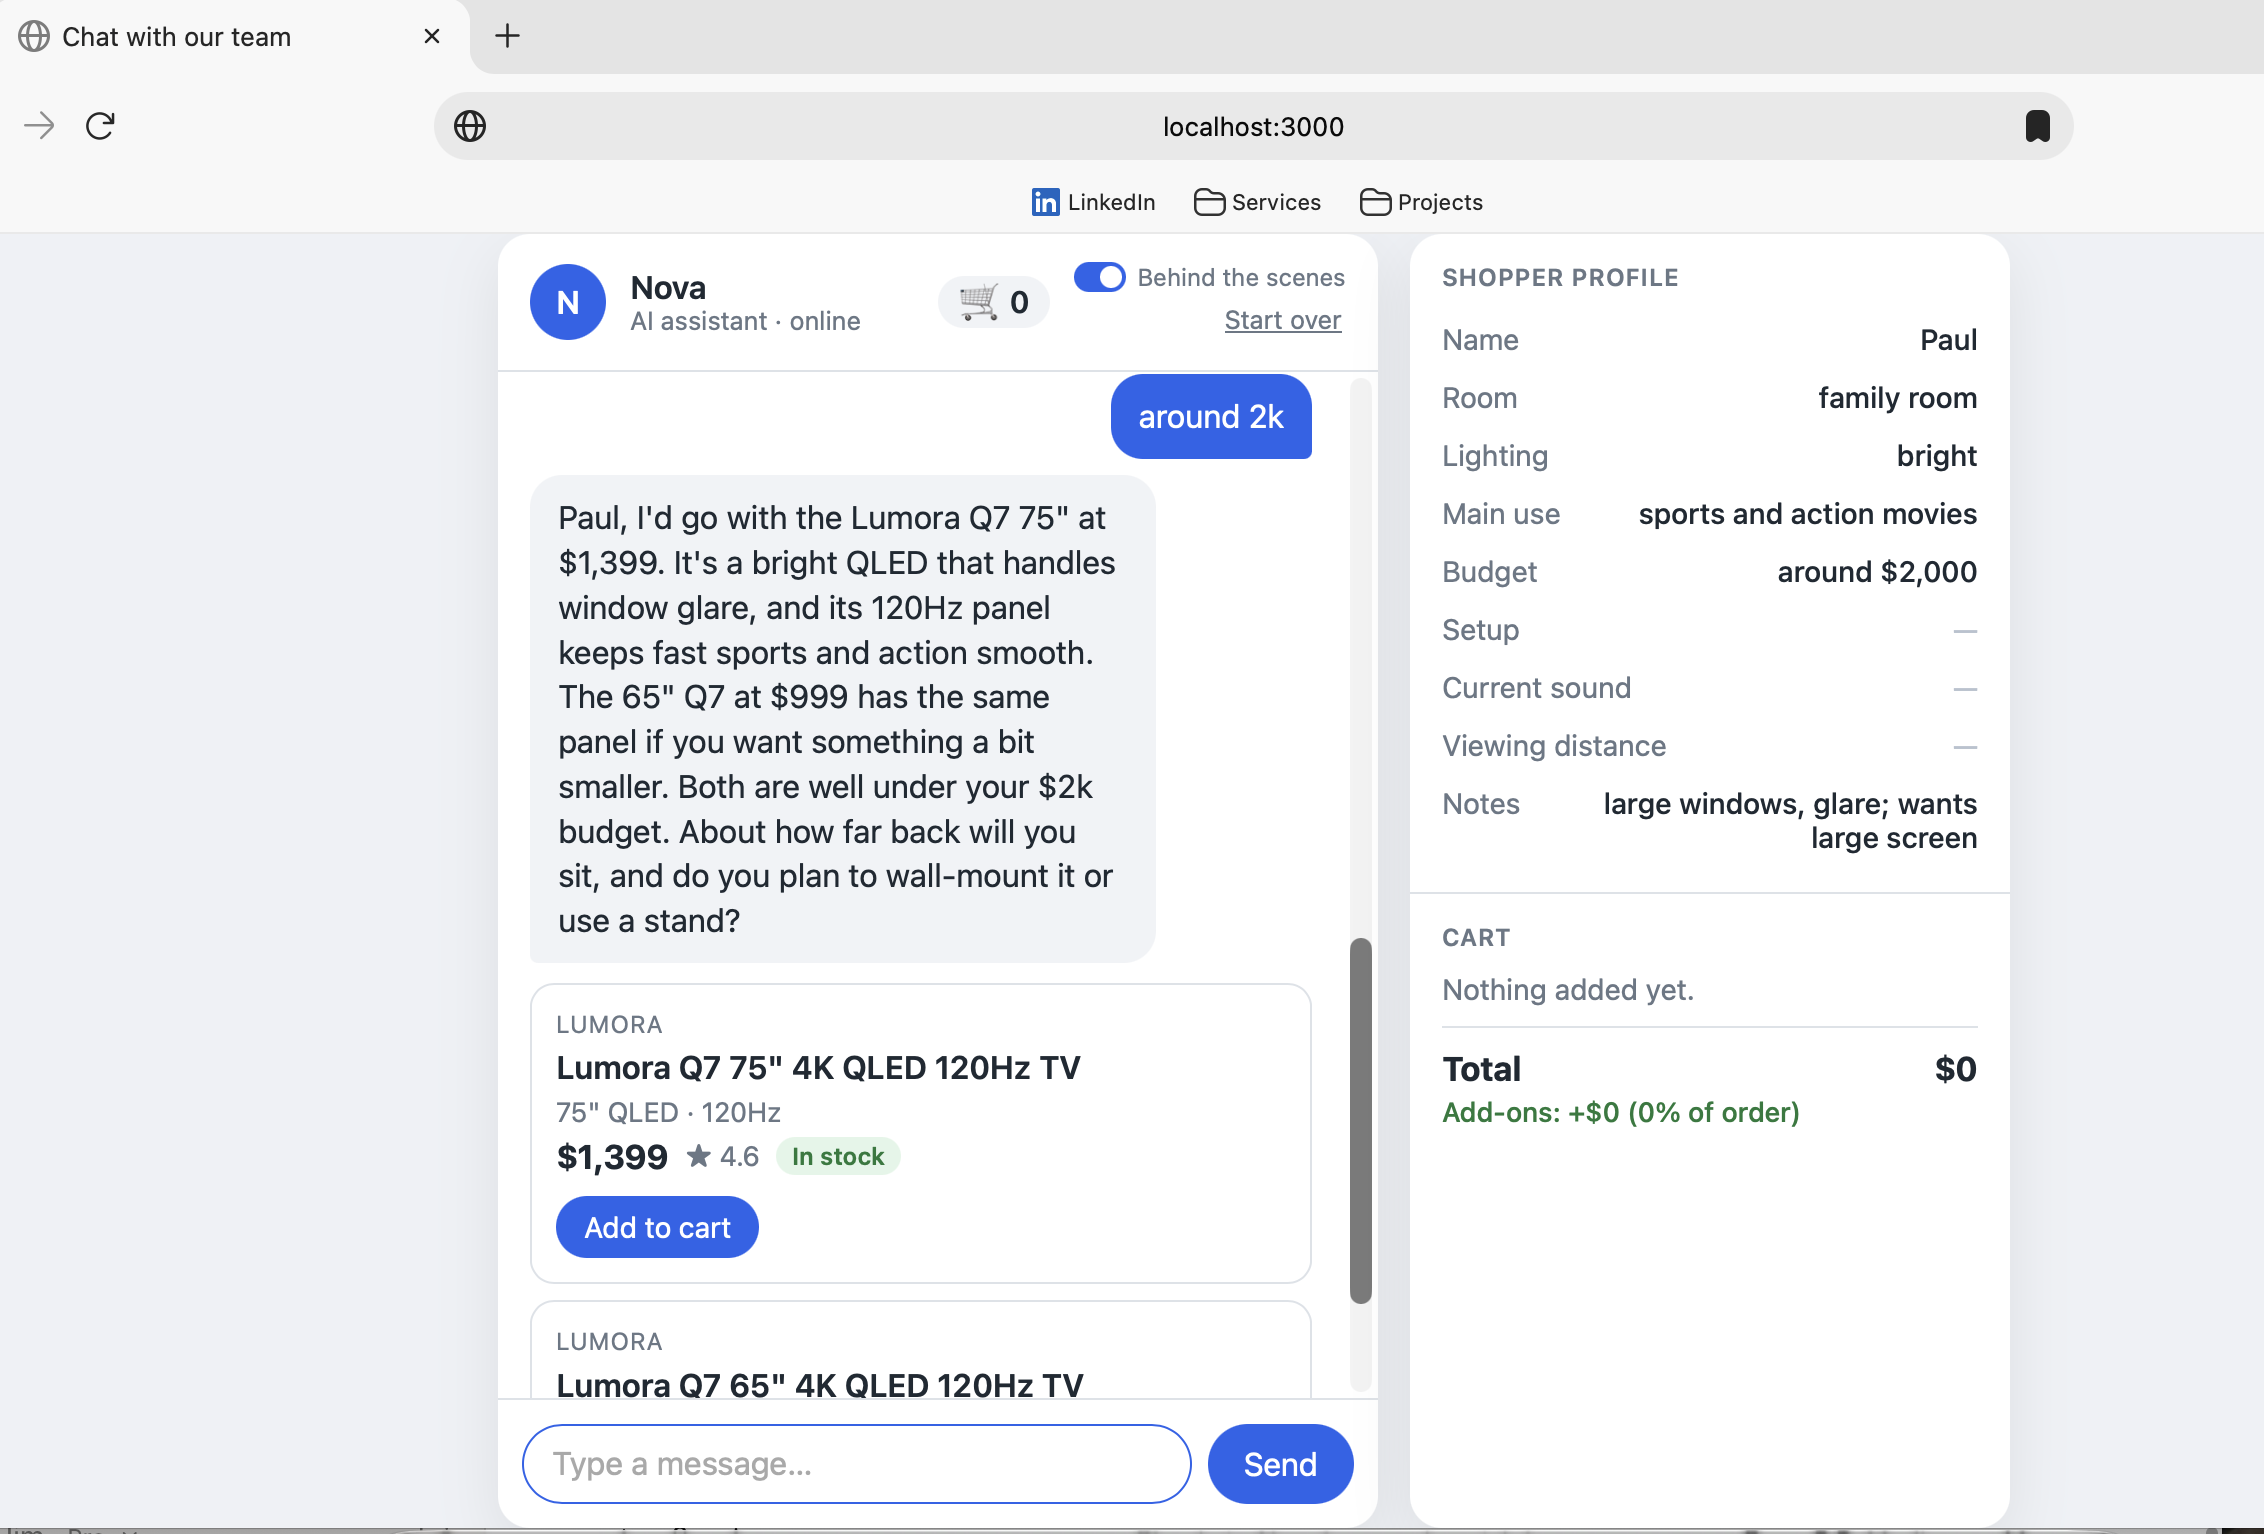 Chat with our team
localhost:3000
LinkedIn
Services
Projects
N
Nova
AI assistant · online
0
Behind the scenes
Start over
around 2k
Paul, I'd go with the Lumora Q7 75" at
$1,399. It's a bright QLED that handles
window glare, and its 120Hz panel
keeps fast sports and action smooth.
The 65" Q7 at $999 has the same
panel if you want something a bit
smaller. Both are well under your $2k
budget. About how far back will you
sit, and do you plan to wall-mount it or
use a stand?
LUMORA
Lumora Q7 75" 4K QLED 120Hz TV
75" QLED · 120Hz
$1,399 ★ 4.6 In stock
Add to cart
LUMORA
Lumora Q7 65" 4K QLED 120Hz TV
Type a message...
Send
SHOPPER PROFILE
Name Paul
Room family room
Lighting bright
Main use sports and action movies
Budget around $2,000
Setup —
Current sound —
Viewing distance —
Notes large windows, glare; wants
large screen
CART
Nothing added yet.
Total $0
Add-ons: +$0 (0% of order)